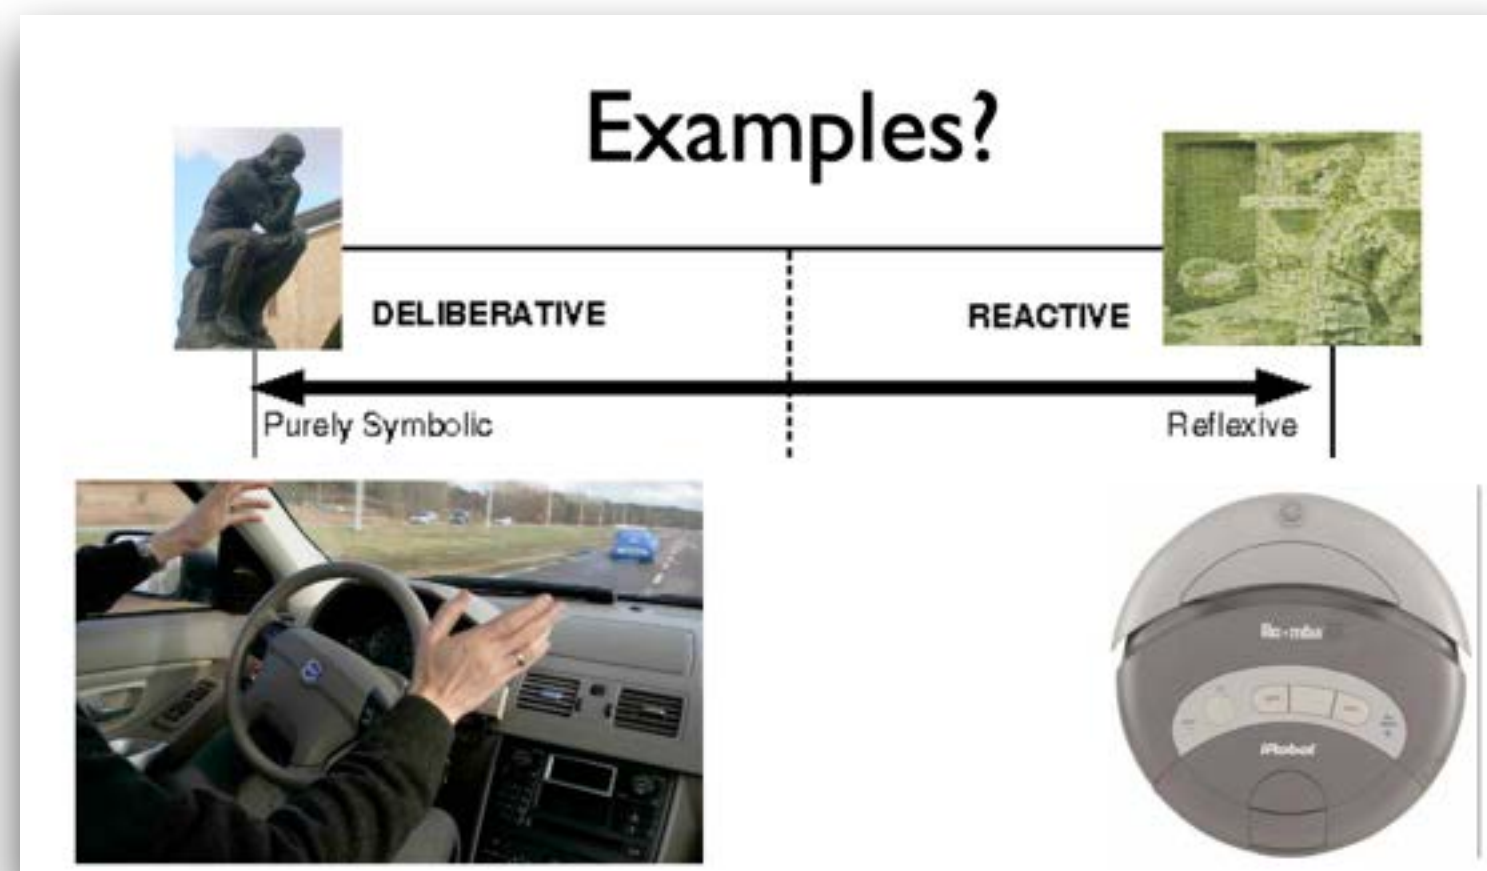 Examples?
DELIBERATIVE
REACTIVE
Purely Symbolic
Reflexive
iRobot